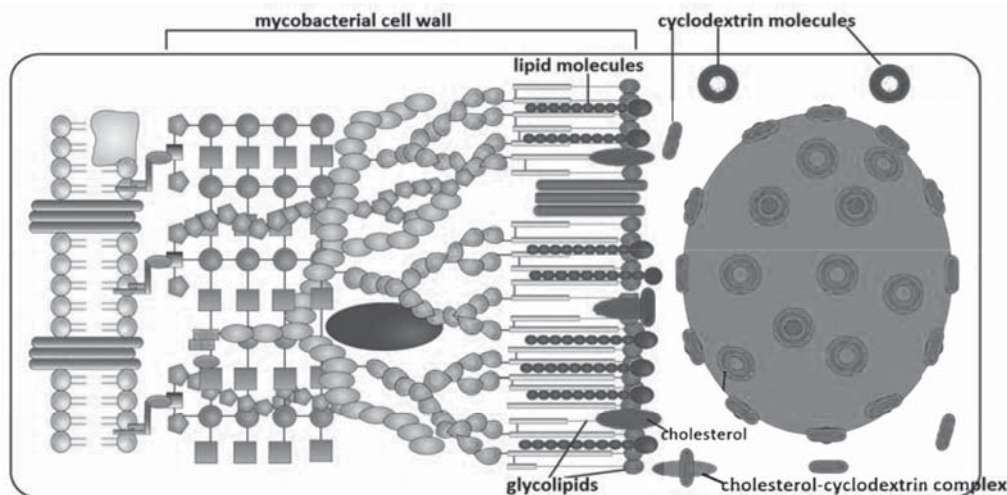 mycobacterial cell wall
cyclodextrin molecules
lipid molecules
cholesterol
glycolipids
cholesterol-cyclodextrin complex